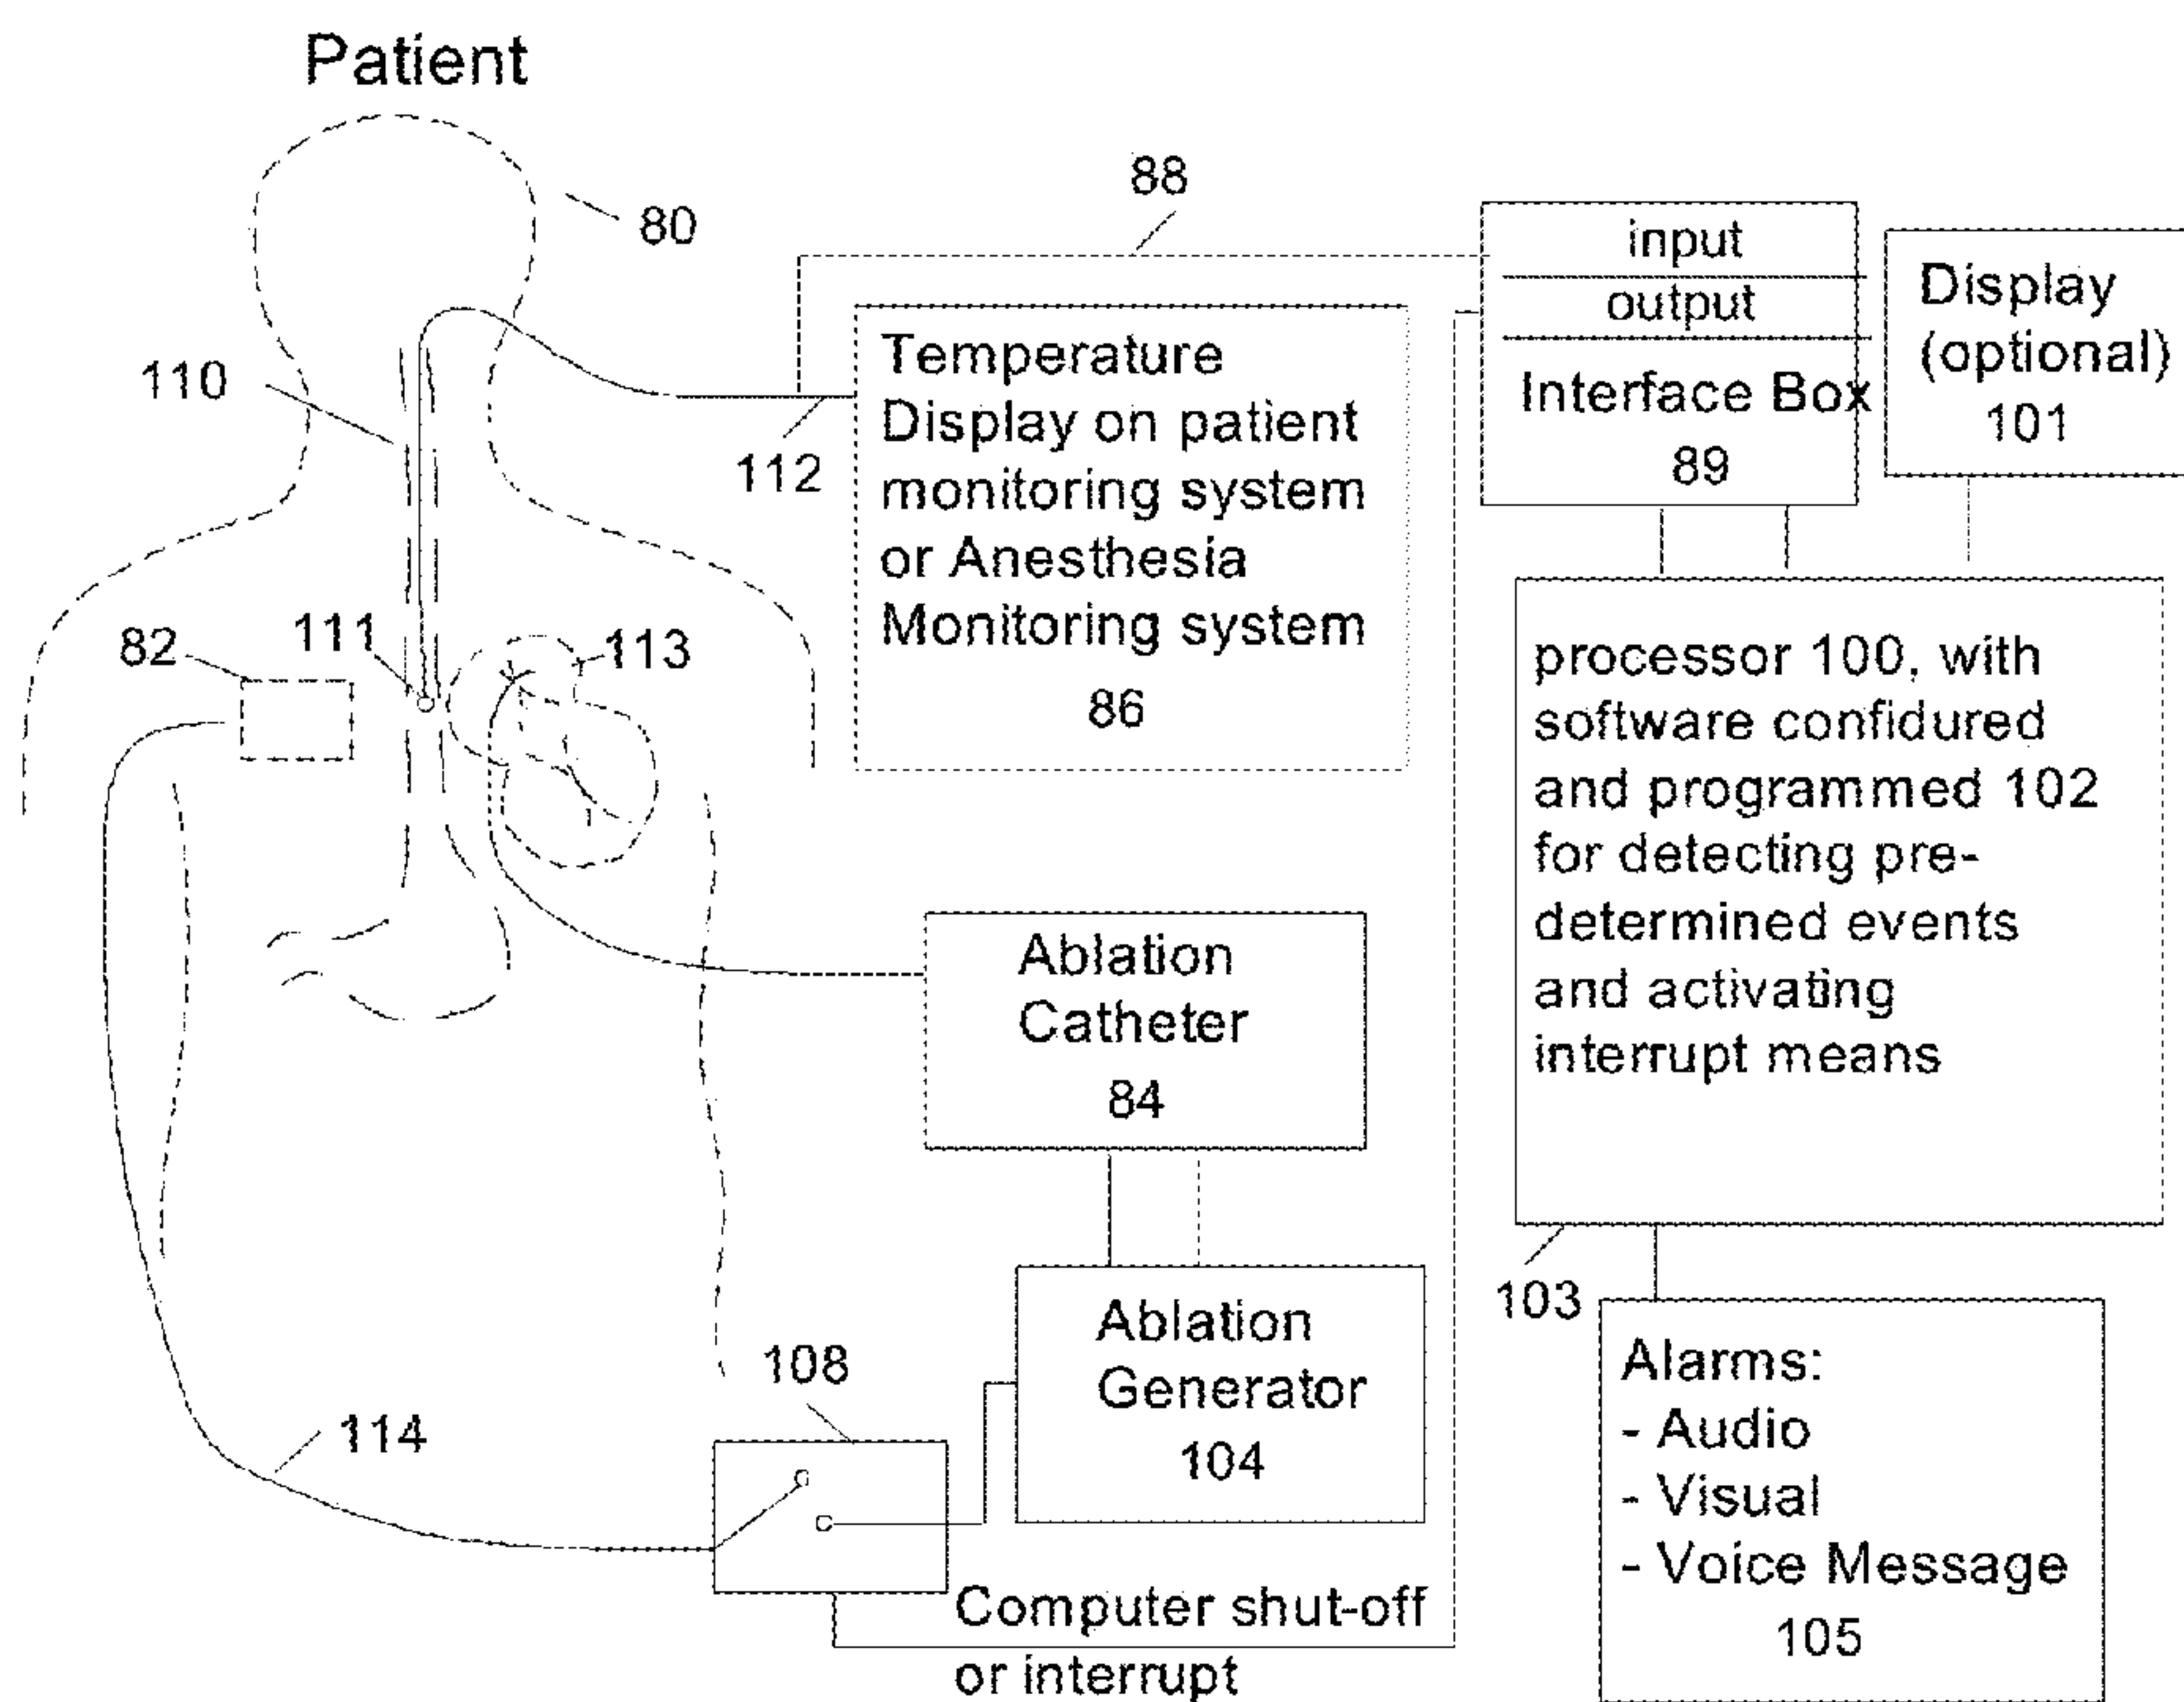 Patient
80
88
110
112
Temperature
Display on patient
monitoring system
or Anesthesia
Monitoring system
86
input
output
Interface Box
89
Display
(optional)
101
82
111
113
processor 100, with
software confidured
and programmed 102
for detecting pre-
determined events
and activating
interrupt means
103
Ablation
Catheter
84
Ablation
Generator
104
108
114
Computer shut-off
or interrupt
Alarms:
- Audio
- Visual
- Voice Message
105